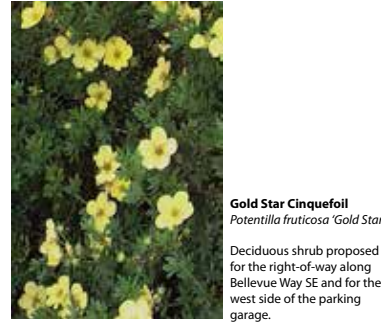 Gold Star Cinquefoil
Potentilla fruticosa ‘Gold Star
Deciduous shrub proposed
for the right-of-way along
Bellevue Way SE and for the
west side of the parking
garage.